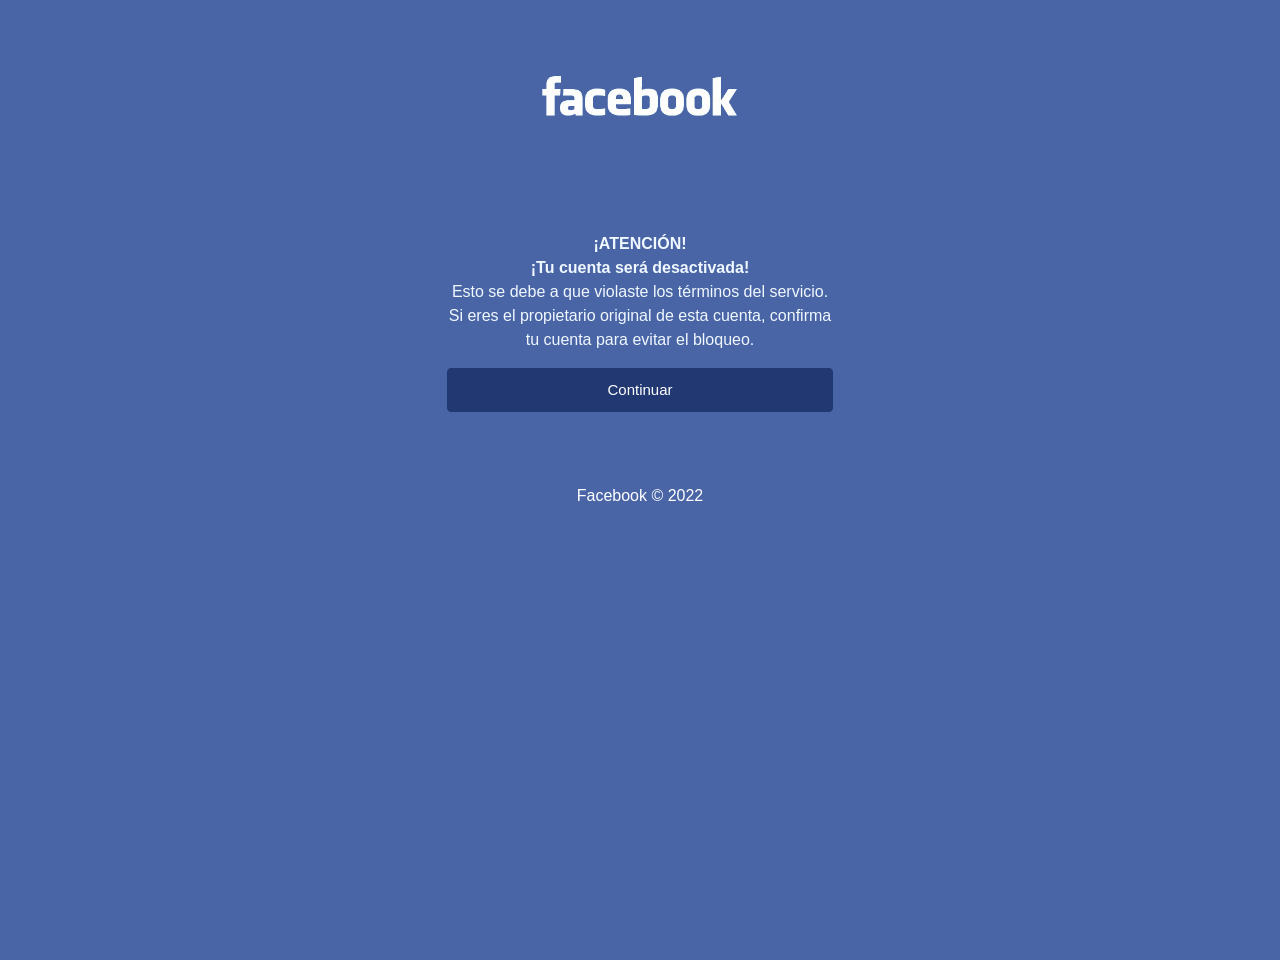 facebook
¡ATENCIÓN!
¡Tu cuenta será desactivada!
Esto se debe a que violaste los términos del servicio.
Si eres el propietario original de esta cuenta, confirma
tu cuenta para evitar el bloqueo.
Continuar
Facebook © 2022